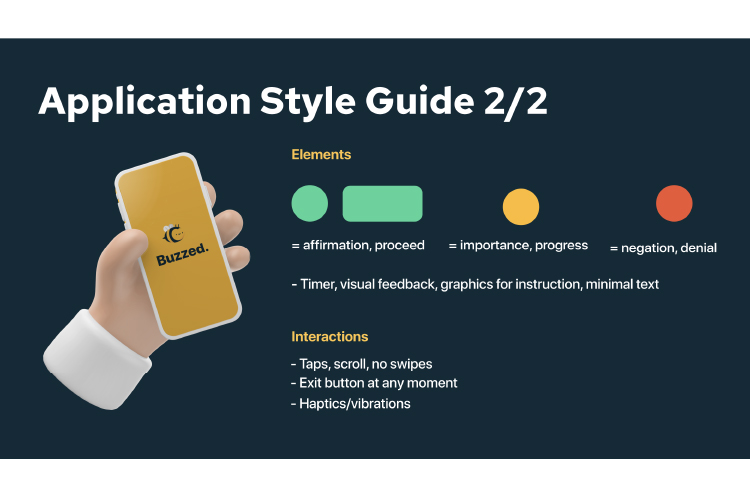 Application Style Guide 2/2
Elements
= affirmation, proceed
= importance, progress
= negation, denial
- Timer, visual feedback, graphics for instruction, minimal text
Buzzed.
Interactions
- Taps, scroll, no swipes
- Exit button at any moment
- Haptics/vibrations